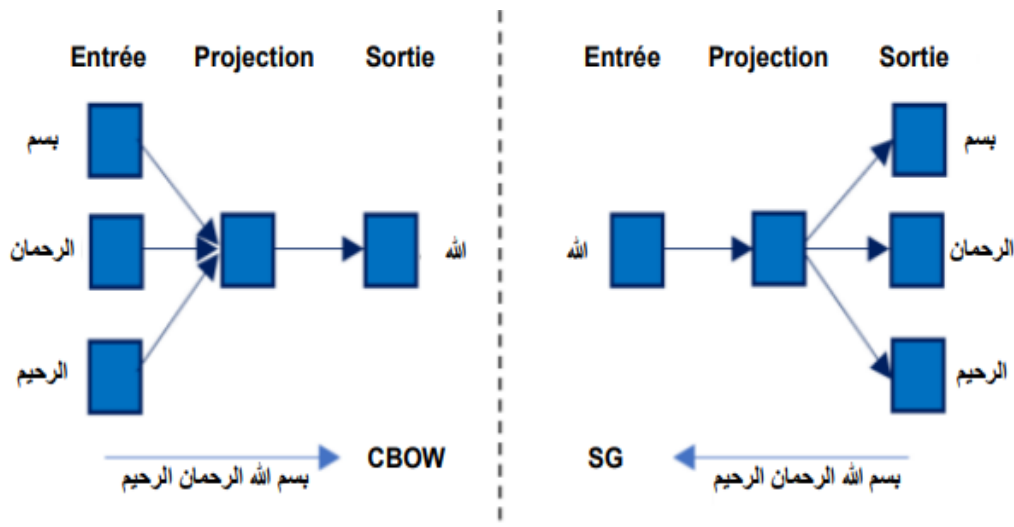 Entrée Projection Sortie
بسم
الرحمان
الله
الرحيم
CBOW
بسم الله الرحمان الرحيم
Entrée Projection Sortie
بسم
الله
الرحمان
الرحيم
SG
بسم الله الرحمان الرحيم